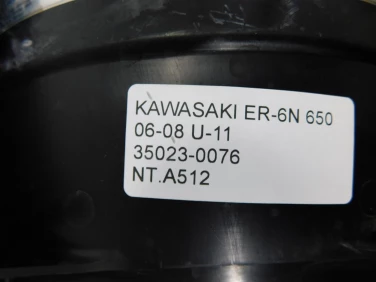 KAWASAKI ER-6N 650
06-08 U-11
35023-0076
NT.A512